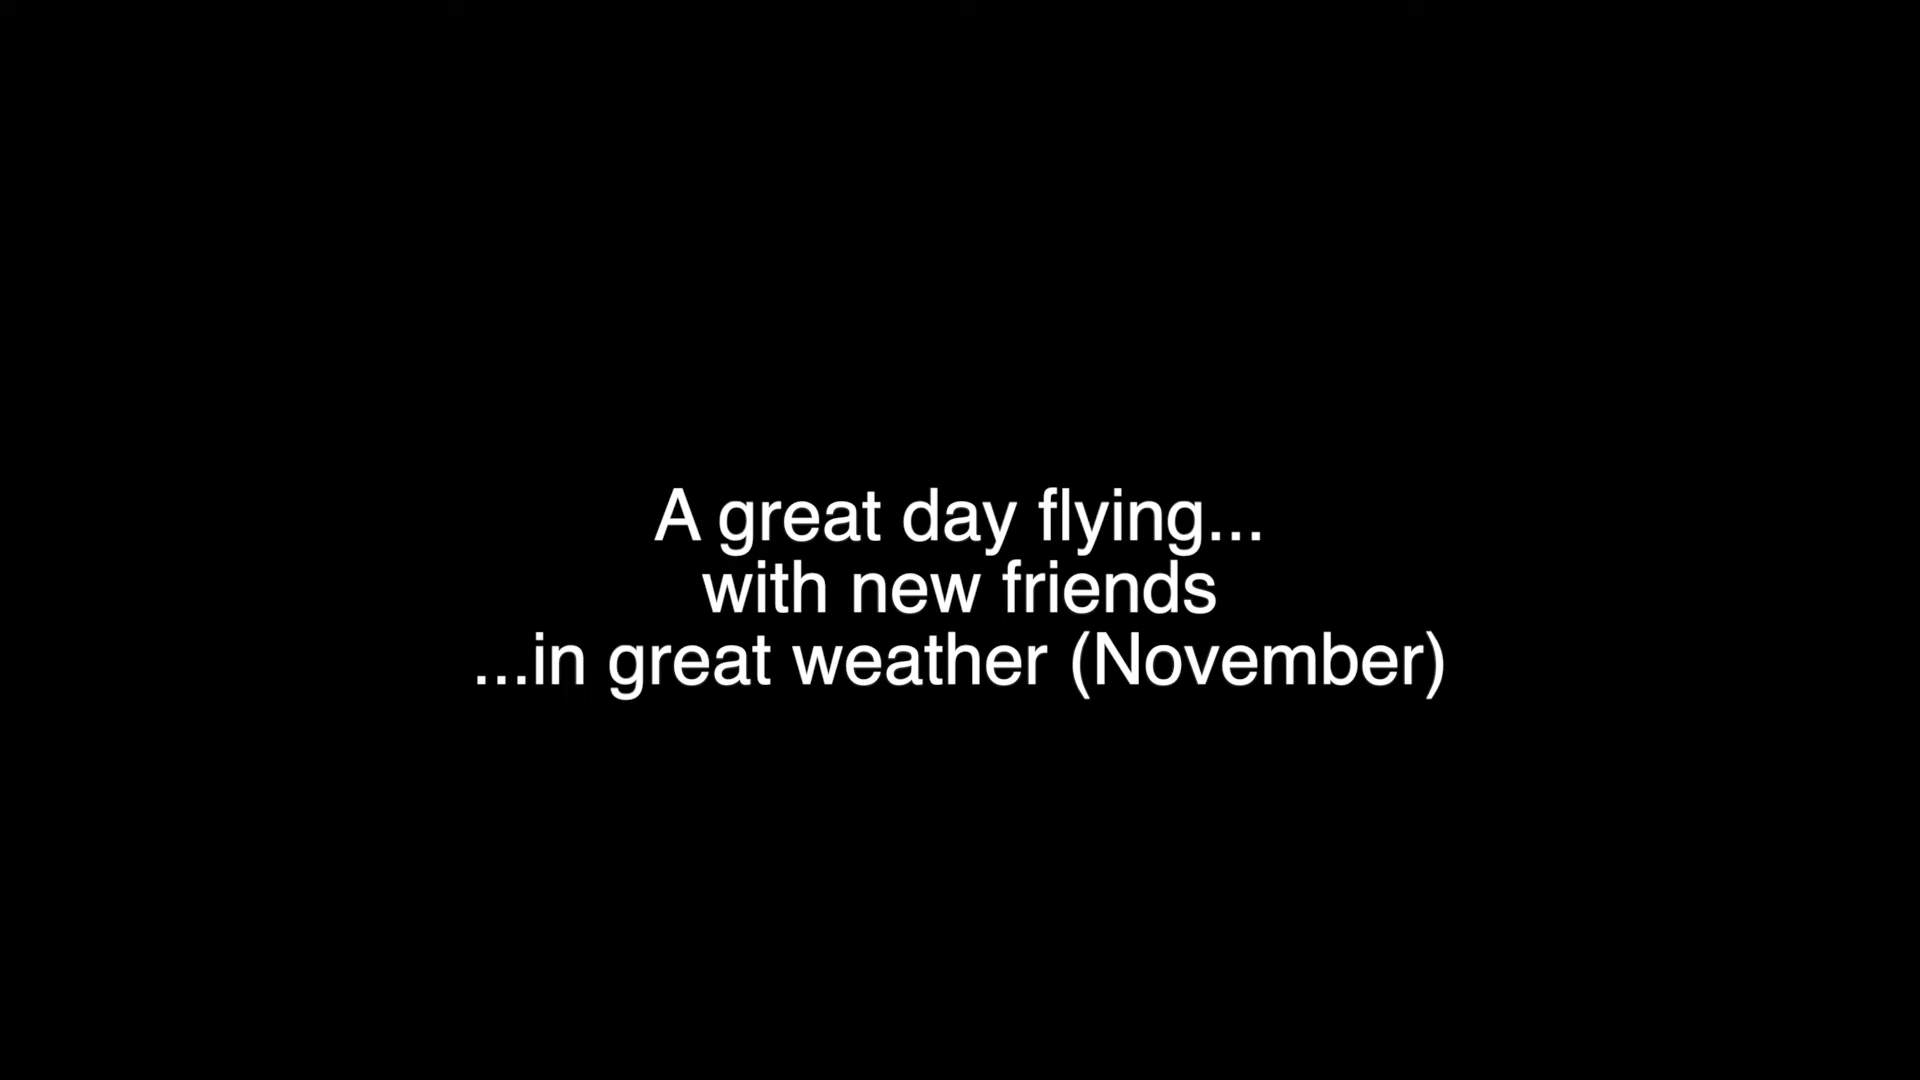 A great day flying...
with new friends
...in great weather (November)